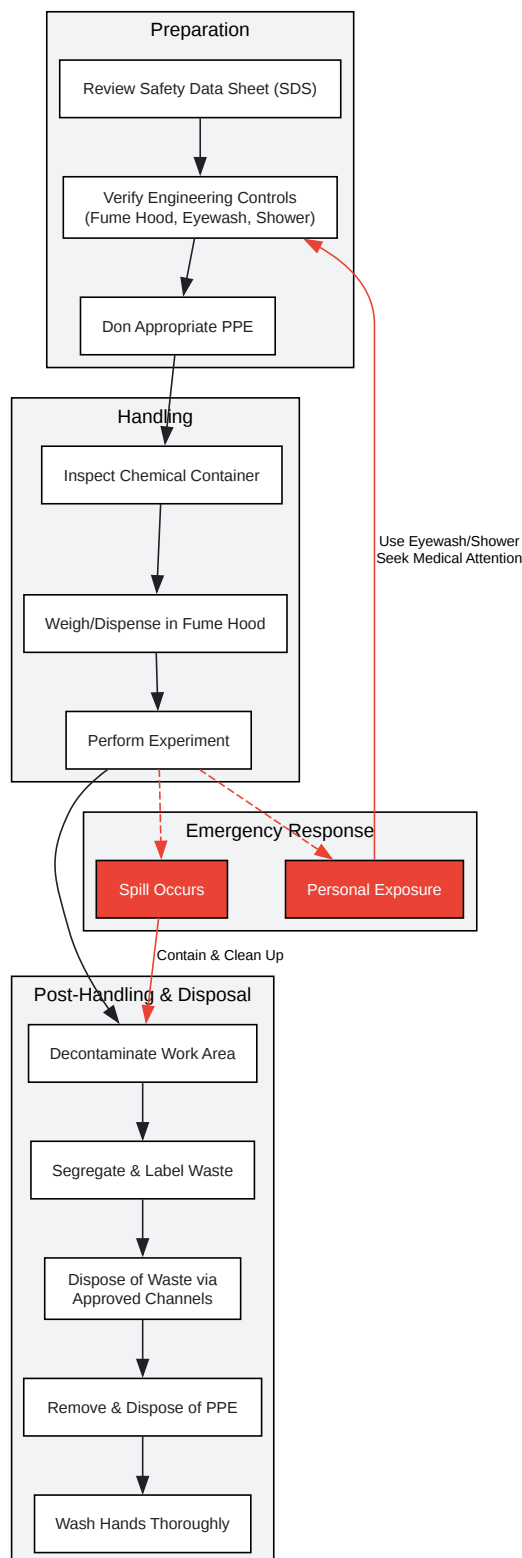 Preparation
Review Safety Data Sheet (SDS)
Verify Engineering Controls
(Fume Hood, Eyewash, Shower)
Don Appropriate PPE
Handling
Inspect Chemical Container
Use Eyewash/Shower
Seek Medical Attention
Weigh/Dispense in Fume Hood
Perform Experiment
Emergency Response
Spill Occurs
Personal Exposure
Contain & Clean Up
Post-Handling & Disposal
Decontaminate Work Area
Segregate & Label Waste
Dispose of Waste via
Approved Channels
Remove & Dispose of PPE
Wash Hands Thoroughly